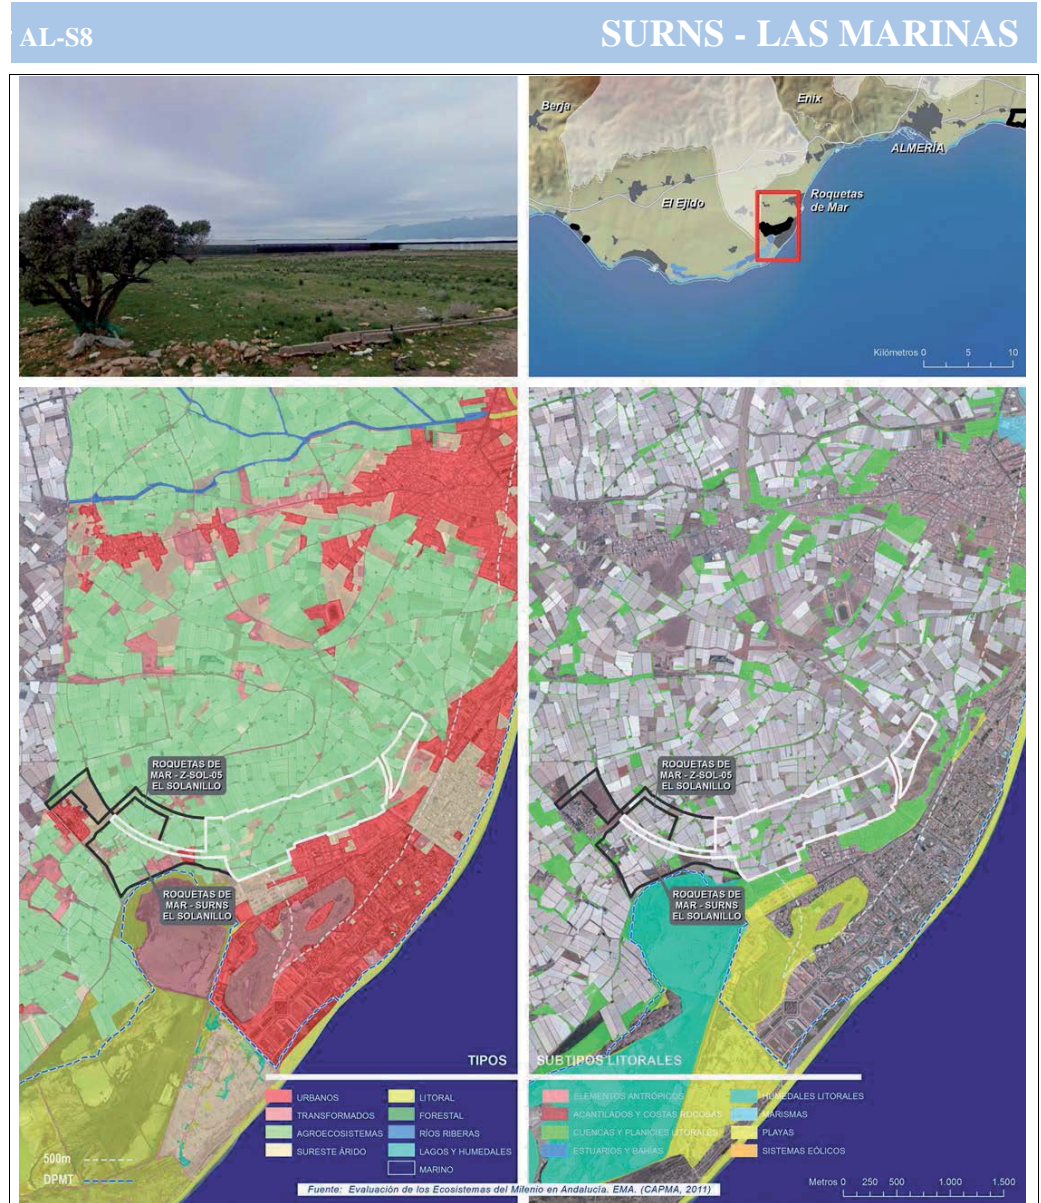 AL-S8
SURNS - LAS MARINAS
Berja
Enix
ALMERÍA
El Ejido
Roquetas
de Mar
Kilómetros 0 5 10
ROQUETAS DE
MAR - Z-SOL-05
EL SOLANILLO
ROQUETAS DE
MAR - SURNS
EL SOLANILLO
TIPOS
URBANOS
TRANSFORMADOS
AGROECOSISTEMAS
SURESTE ÁRIDO
LITORAL
FORESTAL
RÍOS RIBERAS
LAGOS Y HUMEDALES
MARINO
500m
DPMT
ROQUETAS DE
MAR - Z-SOL-05
EL SOLANILLO
ROQUETAS DE
MAR - SURNS
EL SOLANILLO
SUBTIPOS LITORALES
ELEMENTOS ANTRÓPICOS
ACANTILADOS Y COSTAS ROCOSAS
CUENCAS Y PLANICIES LITORALES
ESTUARIOS Y BAHÍAS
HUMEDALES LITORALES
MARISMAS
PLAYAS
SISTEMAS EÓLICOS
Metros 0 250 500 1.000 1.500
Fuente: Evaluación de los Ecosistemas del Milenio en Andalucía. EMA. (CAPMA, 2011)